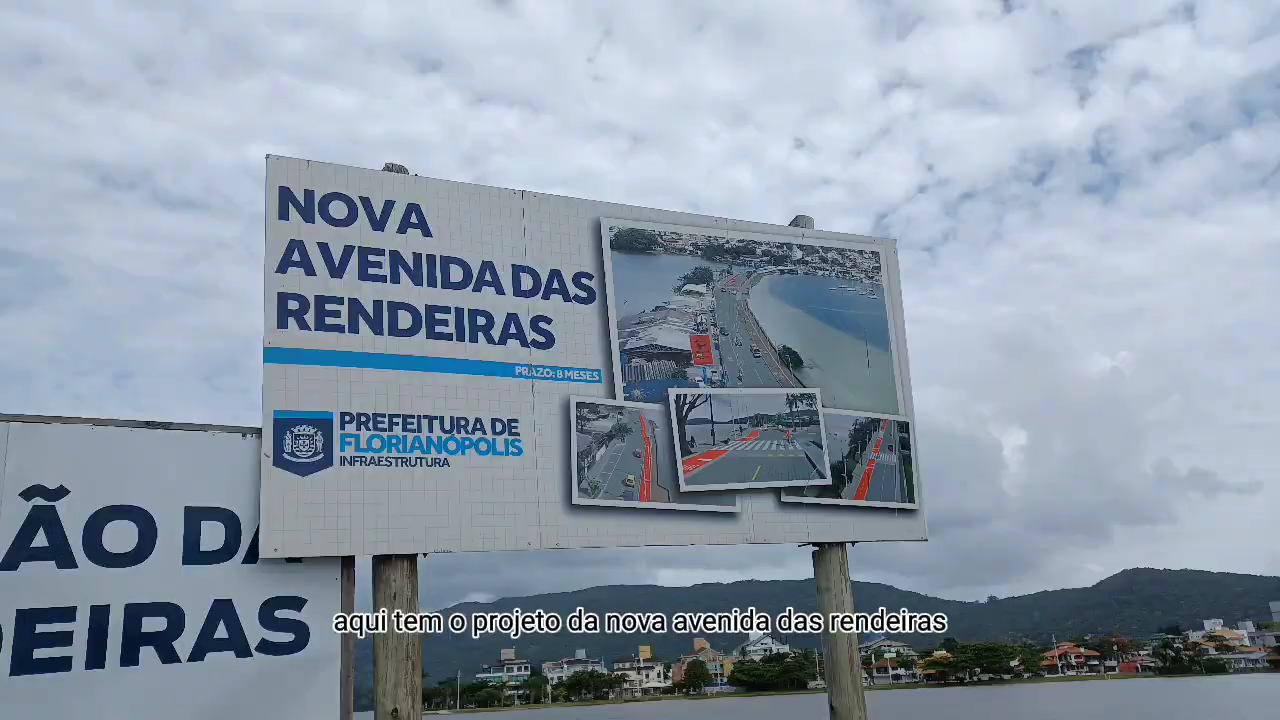 NOVA
AVENIDA DAS
RENDEIRAS
PRAZO: 8 MESES
PREFEITURA DE
FLORIANÓPOLIS
INFRAESTRUTURA
ÃO DA
DEIRAS
aqui tem o projeto da nova avenida das rendeiras